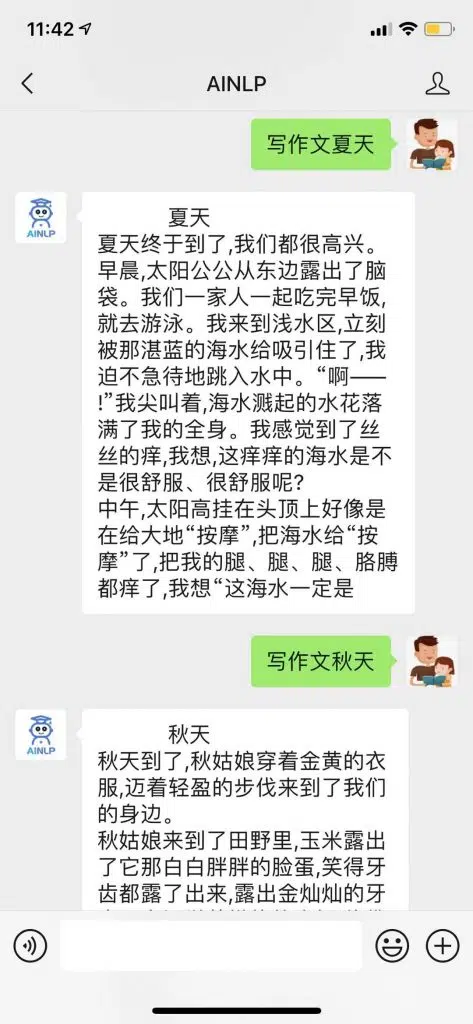 11:42
AINLP
写作文夏天
AINLP
夏天
夏天终于到了,我们都很高兴。
早晨,太阳公公从东边露出了脑
袋。我们一家人一起吃完早饭,
就去游泳。我来到浅水区,立刻
被那湛蓝的海水给吸引住了,我
迫不急待地跳入水中。“啊——
!”我尖叫着,海水溅起的水花落
满了我的全身。我感觉到了丝
丝的痒,我想,这痒痒的海水是不
是很舒服、很舒服呢?
中午,太阳高挂在头顶上好像是
在给大地“按摩”,把海水给“按
摩”了,把我的腿、腿、腿、胳膊
都痒了,我想“这海水一定是
写作文秋天
AINLP
秋天
秋天到了,秋姑娘穿着金黄的衣
服,迈着轻盈的步伐来到了我们
的身边。
秋姑娘来到了田野里,玉米露出
了它那白白胖胖的脸蛋,笑得牙
齿都露了出来,露出金灿灿的牙